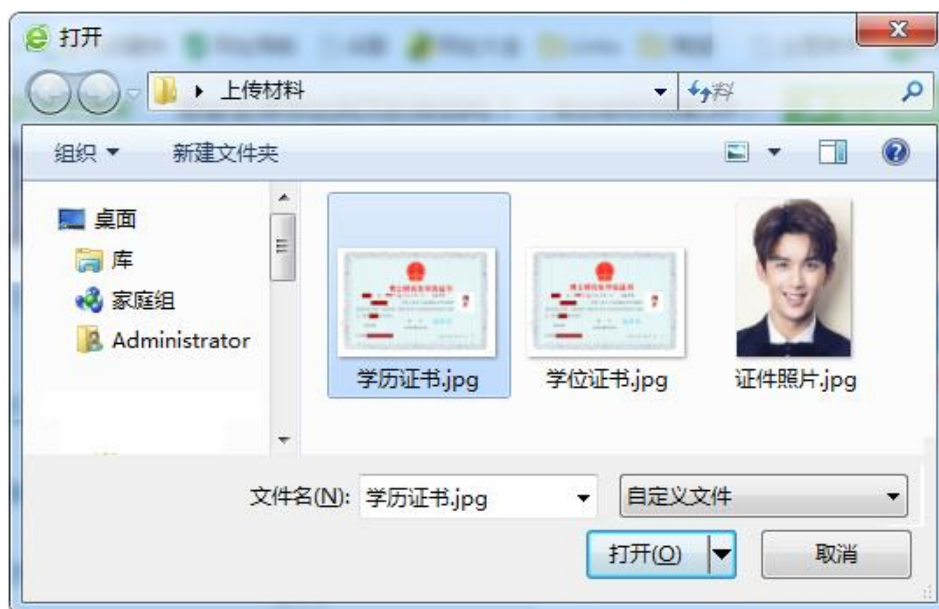 打开
上传材料
料
组织
新建文件夹
桌面
库
家庭组
Administrator
学历证书.jpg
学位证书.jpg
证件照片.jpg
文件名(N):
学历证书.jpg
自定义文件
打开(O)
取消